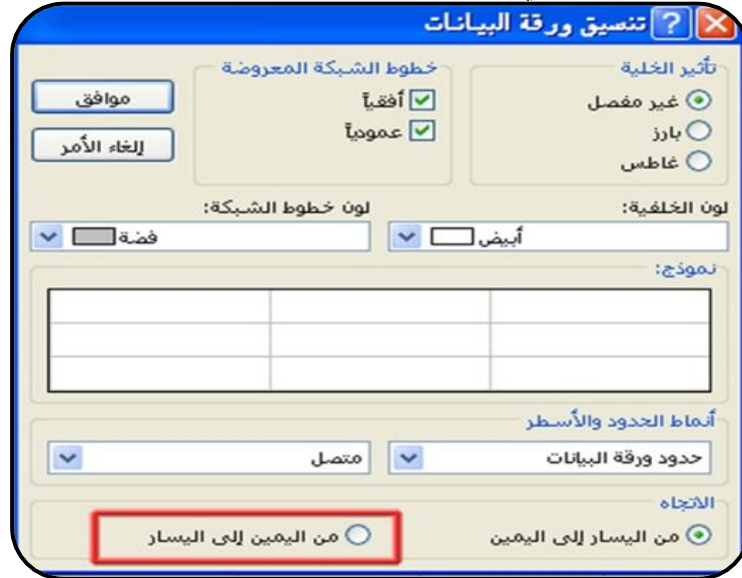 تنسيق ورقة البيانات
تأثير الخلية
غير مفصل
بارز
غاطس
خطوط الشبكة المعروضة
أفقياً
عمودياً
موافق
إلغاء الأمر
لون الخلفية:
أبيض
لون خطوط الشبكة:
فضة
نموذج:
أنماط الحدود والأسطر
حدود ورقة البيانات
متصل
الاتجاه
من اليسار إلى اليمين
من اليمين إلى اليسار